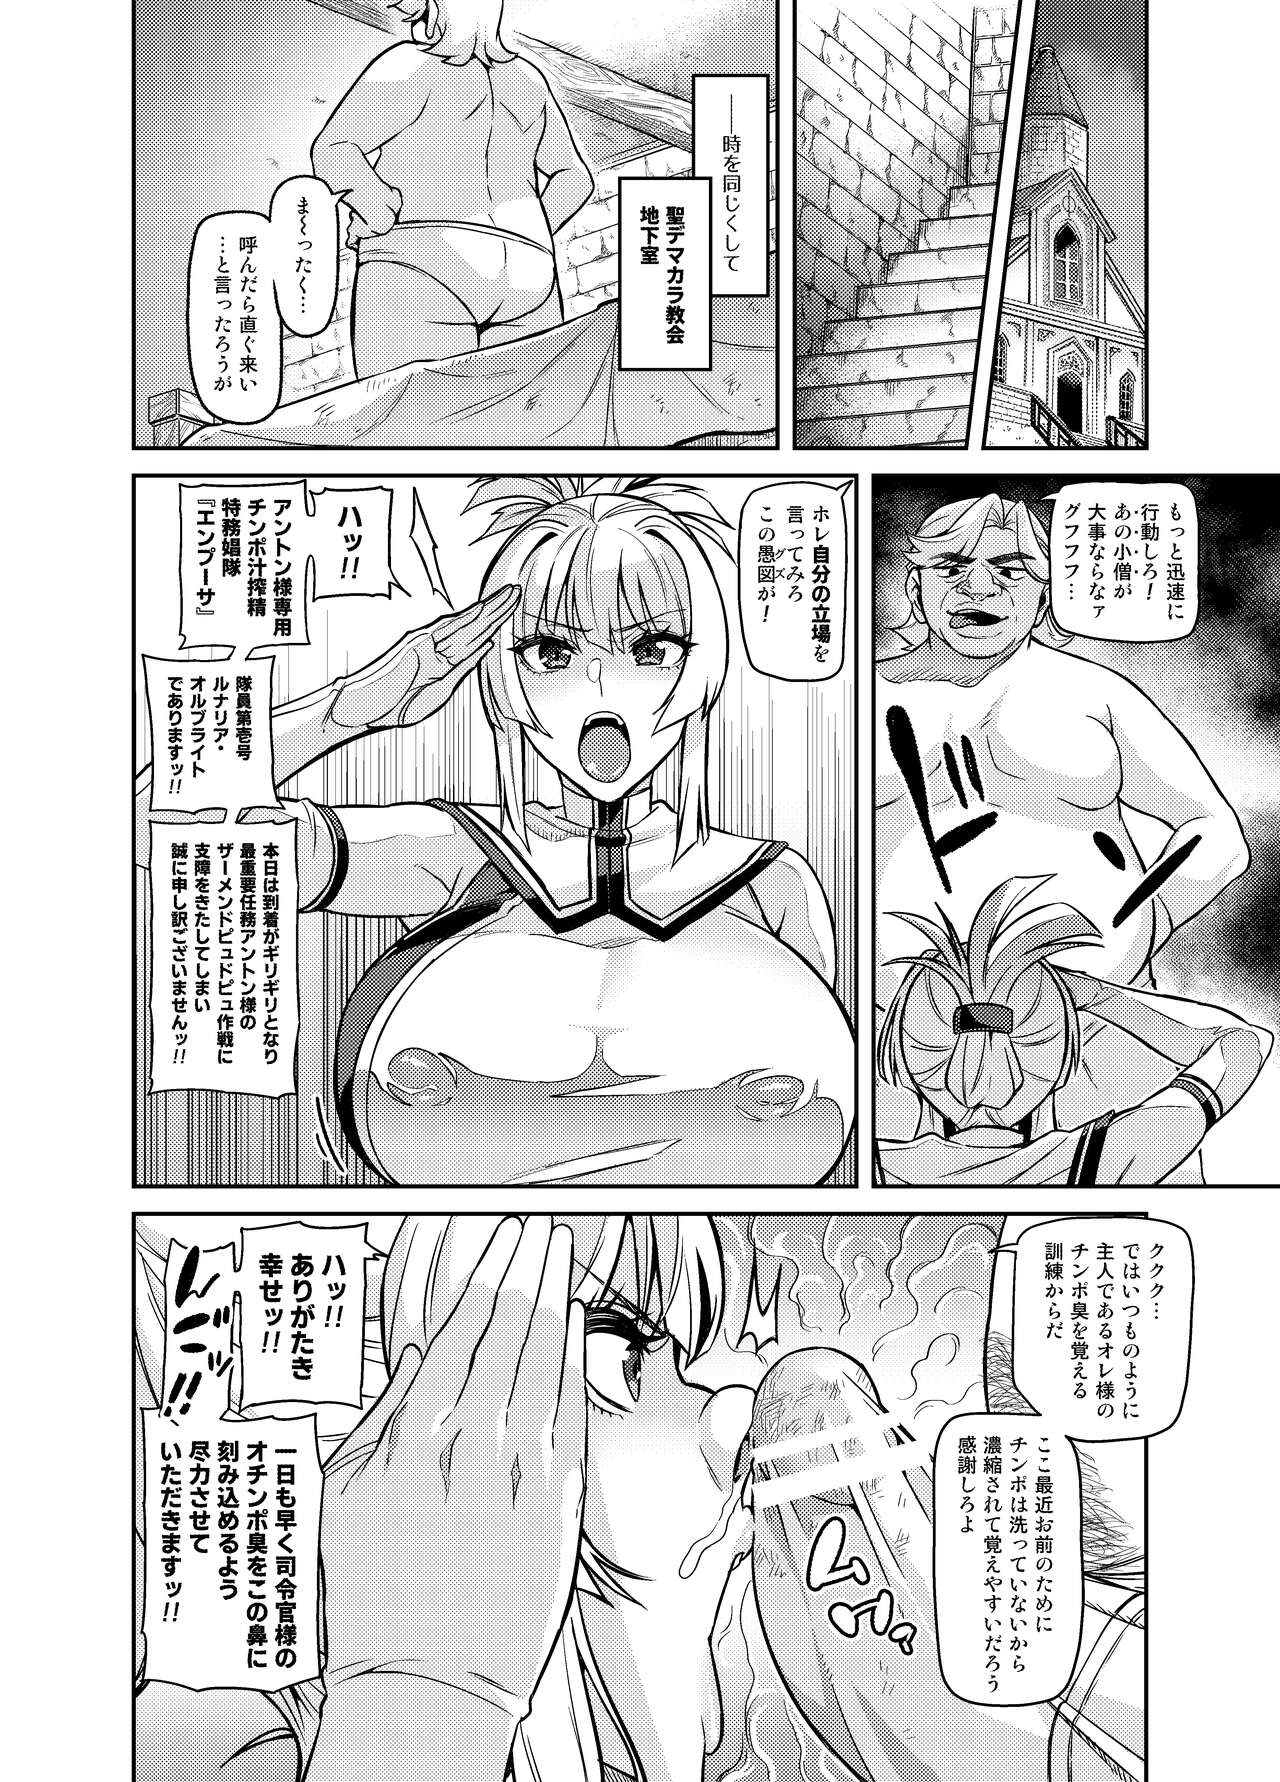 ――時を同じくして
聖デマカラ教会
地下室
ま〜ったく…
呼んだら直ぐ来い
…と言ったろうが
もっと迅速に
行動しろ！
あの小僧が
大事ならなァ
グフフフ…
ドドン
ホレ自分の立場を
言ってみろ
この愚図が！
グズ
ハッ!!
アントン様専用
チンポ汁搾精
特務娼隊
『エンプーサ』
隊員第壱号
ルナリア・
オルブライト
でありますッ!!
本日は到着がギリギリとなり
最重要任務アントン様の
ザーメンドピュドピュ作戦に
支障をきたしてしまい
誠に申し訳ございませんッ!!
ククク…
ではいつものように
主人であるオレ様の
チンポ臭を覚える
訓練からだ
ここ最近お前のために
チンポは洗っていないから
濃縮されて覚えやすいだろう
感謝しろよ
ムワァ
ハッ!!
ありがたき
幸せッ!!
一日も早く司令官様の
オチンポ臭をこの鼻に
刻み込めるよう
尽力させて
いただきますッ!!